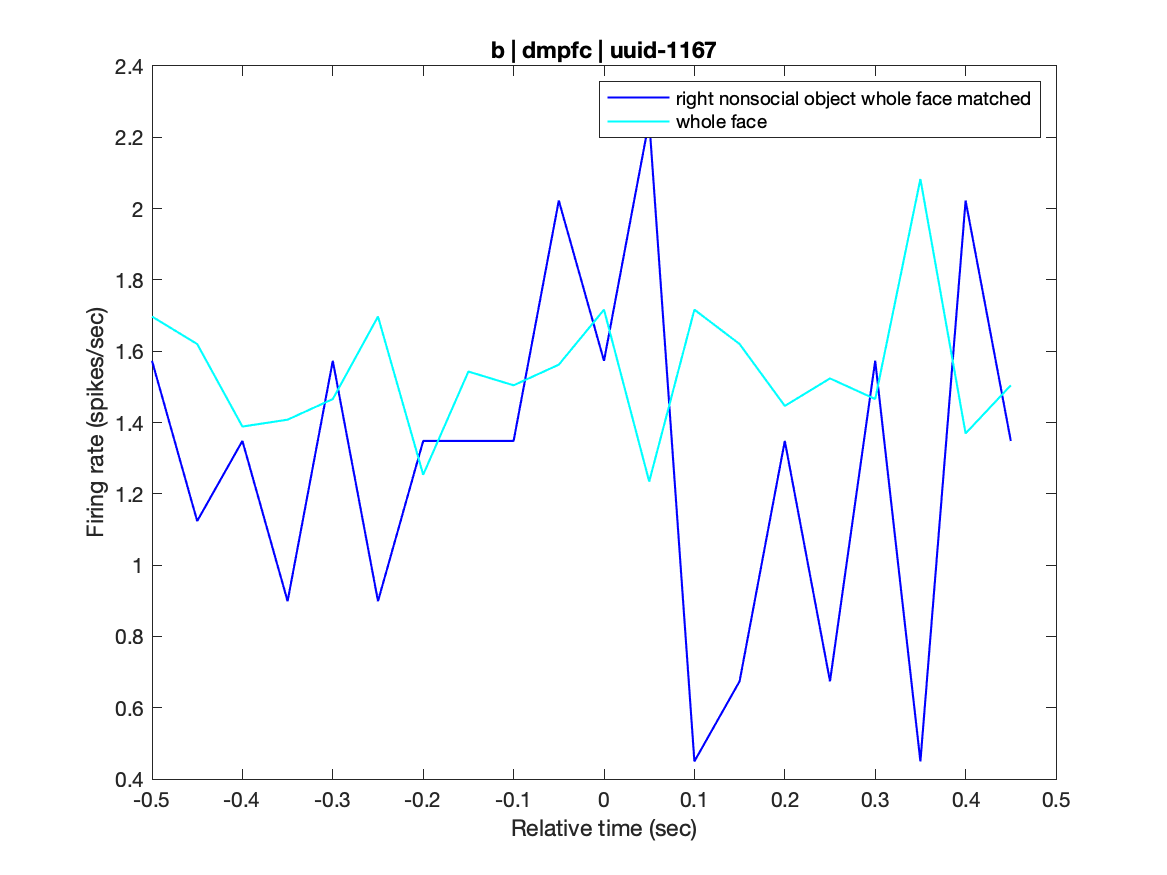 b | dmpfc | uuid-1167
right nonsocial object whole face matched
whole face
Firing rate (spikes/sec)
2.4
2.2
2
1.8
1.6
1.4
1.2
1
0.8
0.6
0.4
-0.5 -0.4 -0.3 -0.2 -0.1 0 0.1 0.2 0.3 0.4 0.5
Relative time (sec)